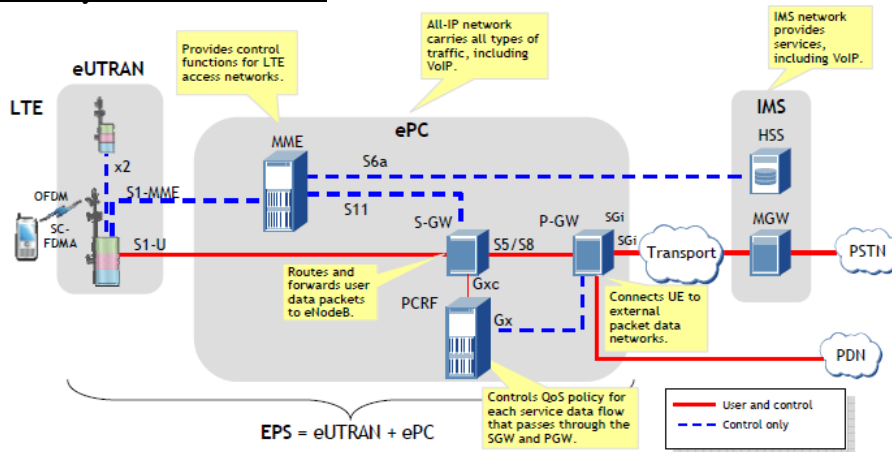 All-IP network
carries all types of
traffic, including
VoIP.
IMS network
provides
services,
including VoIP.
Provides control
functions for LTE
access networks.
eUTRAN
LTE
ePC
IMS
HSS
MME
S6a
x2
S1-MME
OFDM
S11
SC-
FDMA
S-GW
P-GW
SGi
SGi
MGW
S1-U
S5/S8
Transport
PSTN
Routes and
forwards user
data packets
to eNodeB.
Gxc
PCRF
Gx
Connects UE to
external
packet data
networks.
PDN
Controls QoS policy for
each service data flow
that passes through the
SGW and PGW.
User and control
Control only
EPS = eUTRAN + ePC